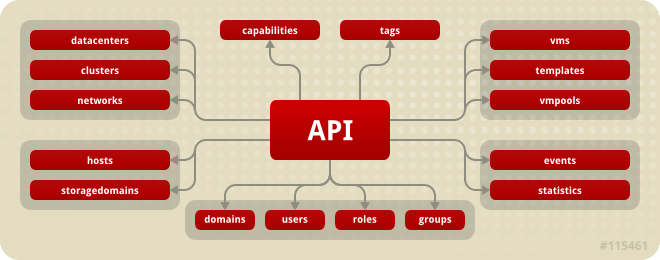 capabilities
tags
datacenters
clusters
networks
vms
templates
vmpools
API
hosts
storagedomains
events
statistics
domains
users
roles
groups
#115461